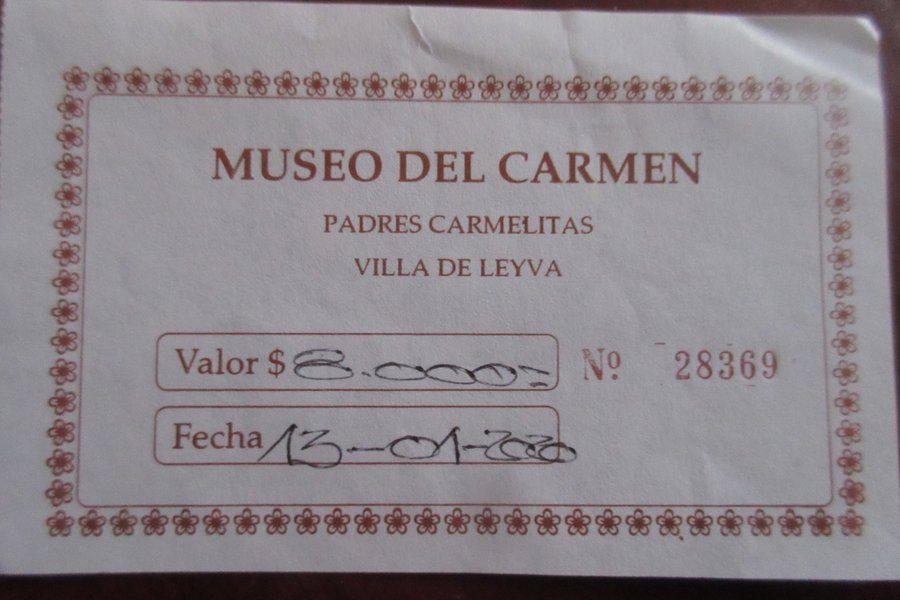 MUSEO DEL CARMEN
PADRES CARMELITAS
VILLA DE LEYVA
Valor $ 8.000= Nº 28369
Fecha 13-01-2020